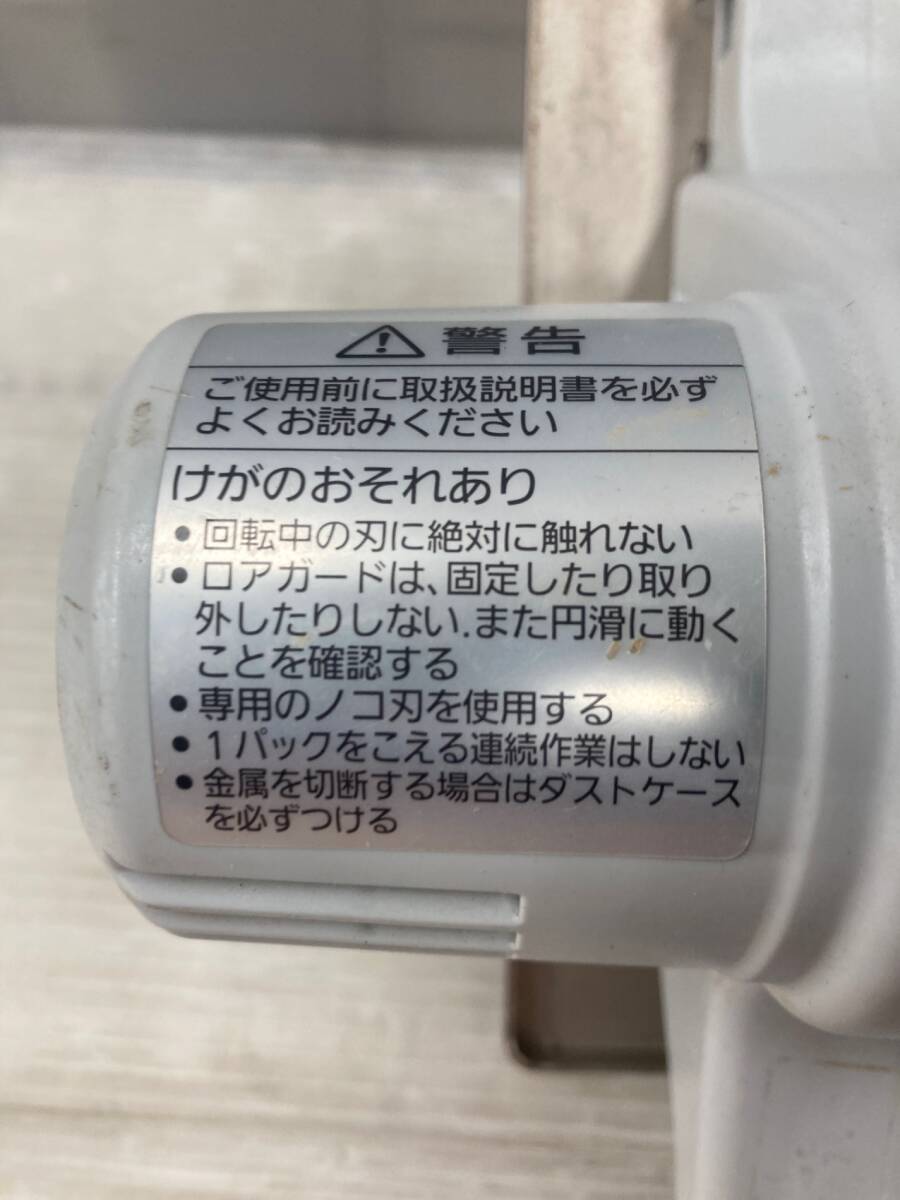 警告
ご使用前に取扱説明書を必ず
よくお読みください
けがのおそれあり
・回転中の刃に絶対に触れない
・ロアガードは、固定したり取り
外したりしない.また円滑に動く
ことを確認する
・専用のノコ刃を使用する
・1パックをこえる連続作業はしない
・金属を切断する場合はダストケース
を必ずつける